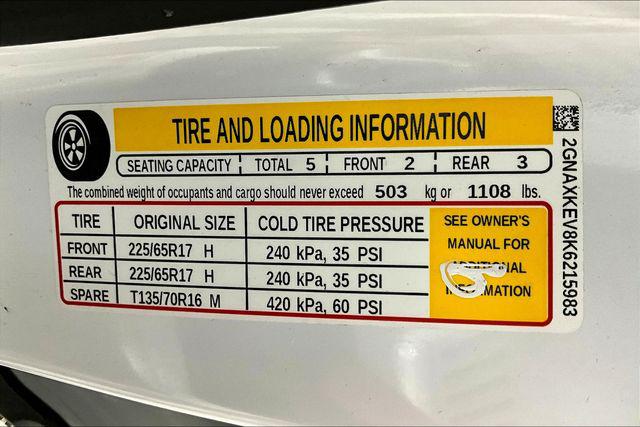 TIRE AND LOADING INFORMATION
SEATING CAPACITY TOTAL 5 FRONT 2 REAR 3
The combined weight of occupants and cargo should never exceed 503 kg or 1108 lbs.
TIRE ORIGINAL SIZE COLD TIRE PRESSURE
FRONT 225/65R17 H 240 kPa, 35 PSI
REAR 225/65R17 H 240 kPa, 35 PSI
SPARE T135/70R16 M 420 kPa, 60 PSI
SEE OWNER'S
MANUAL FOR
ADDITIONAL
INFORMATION
2GNAXKEV8K6215983